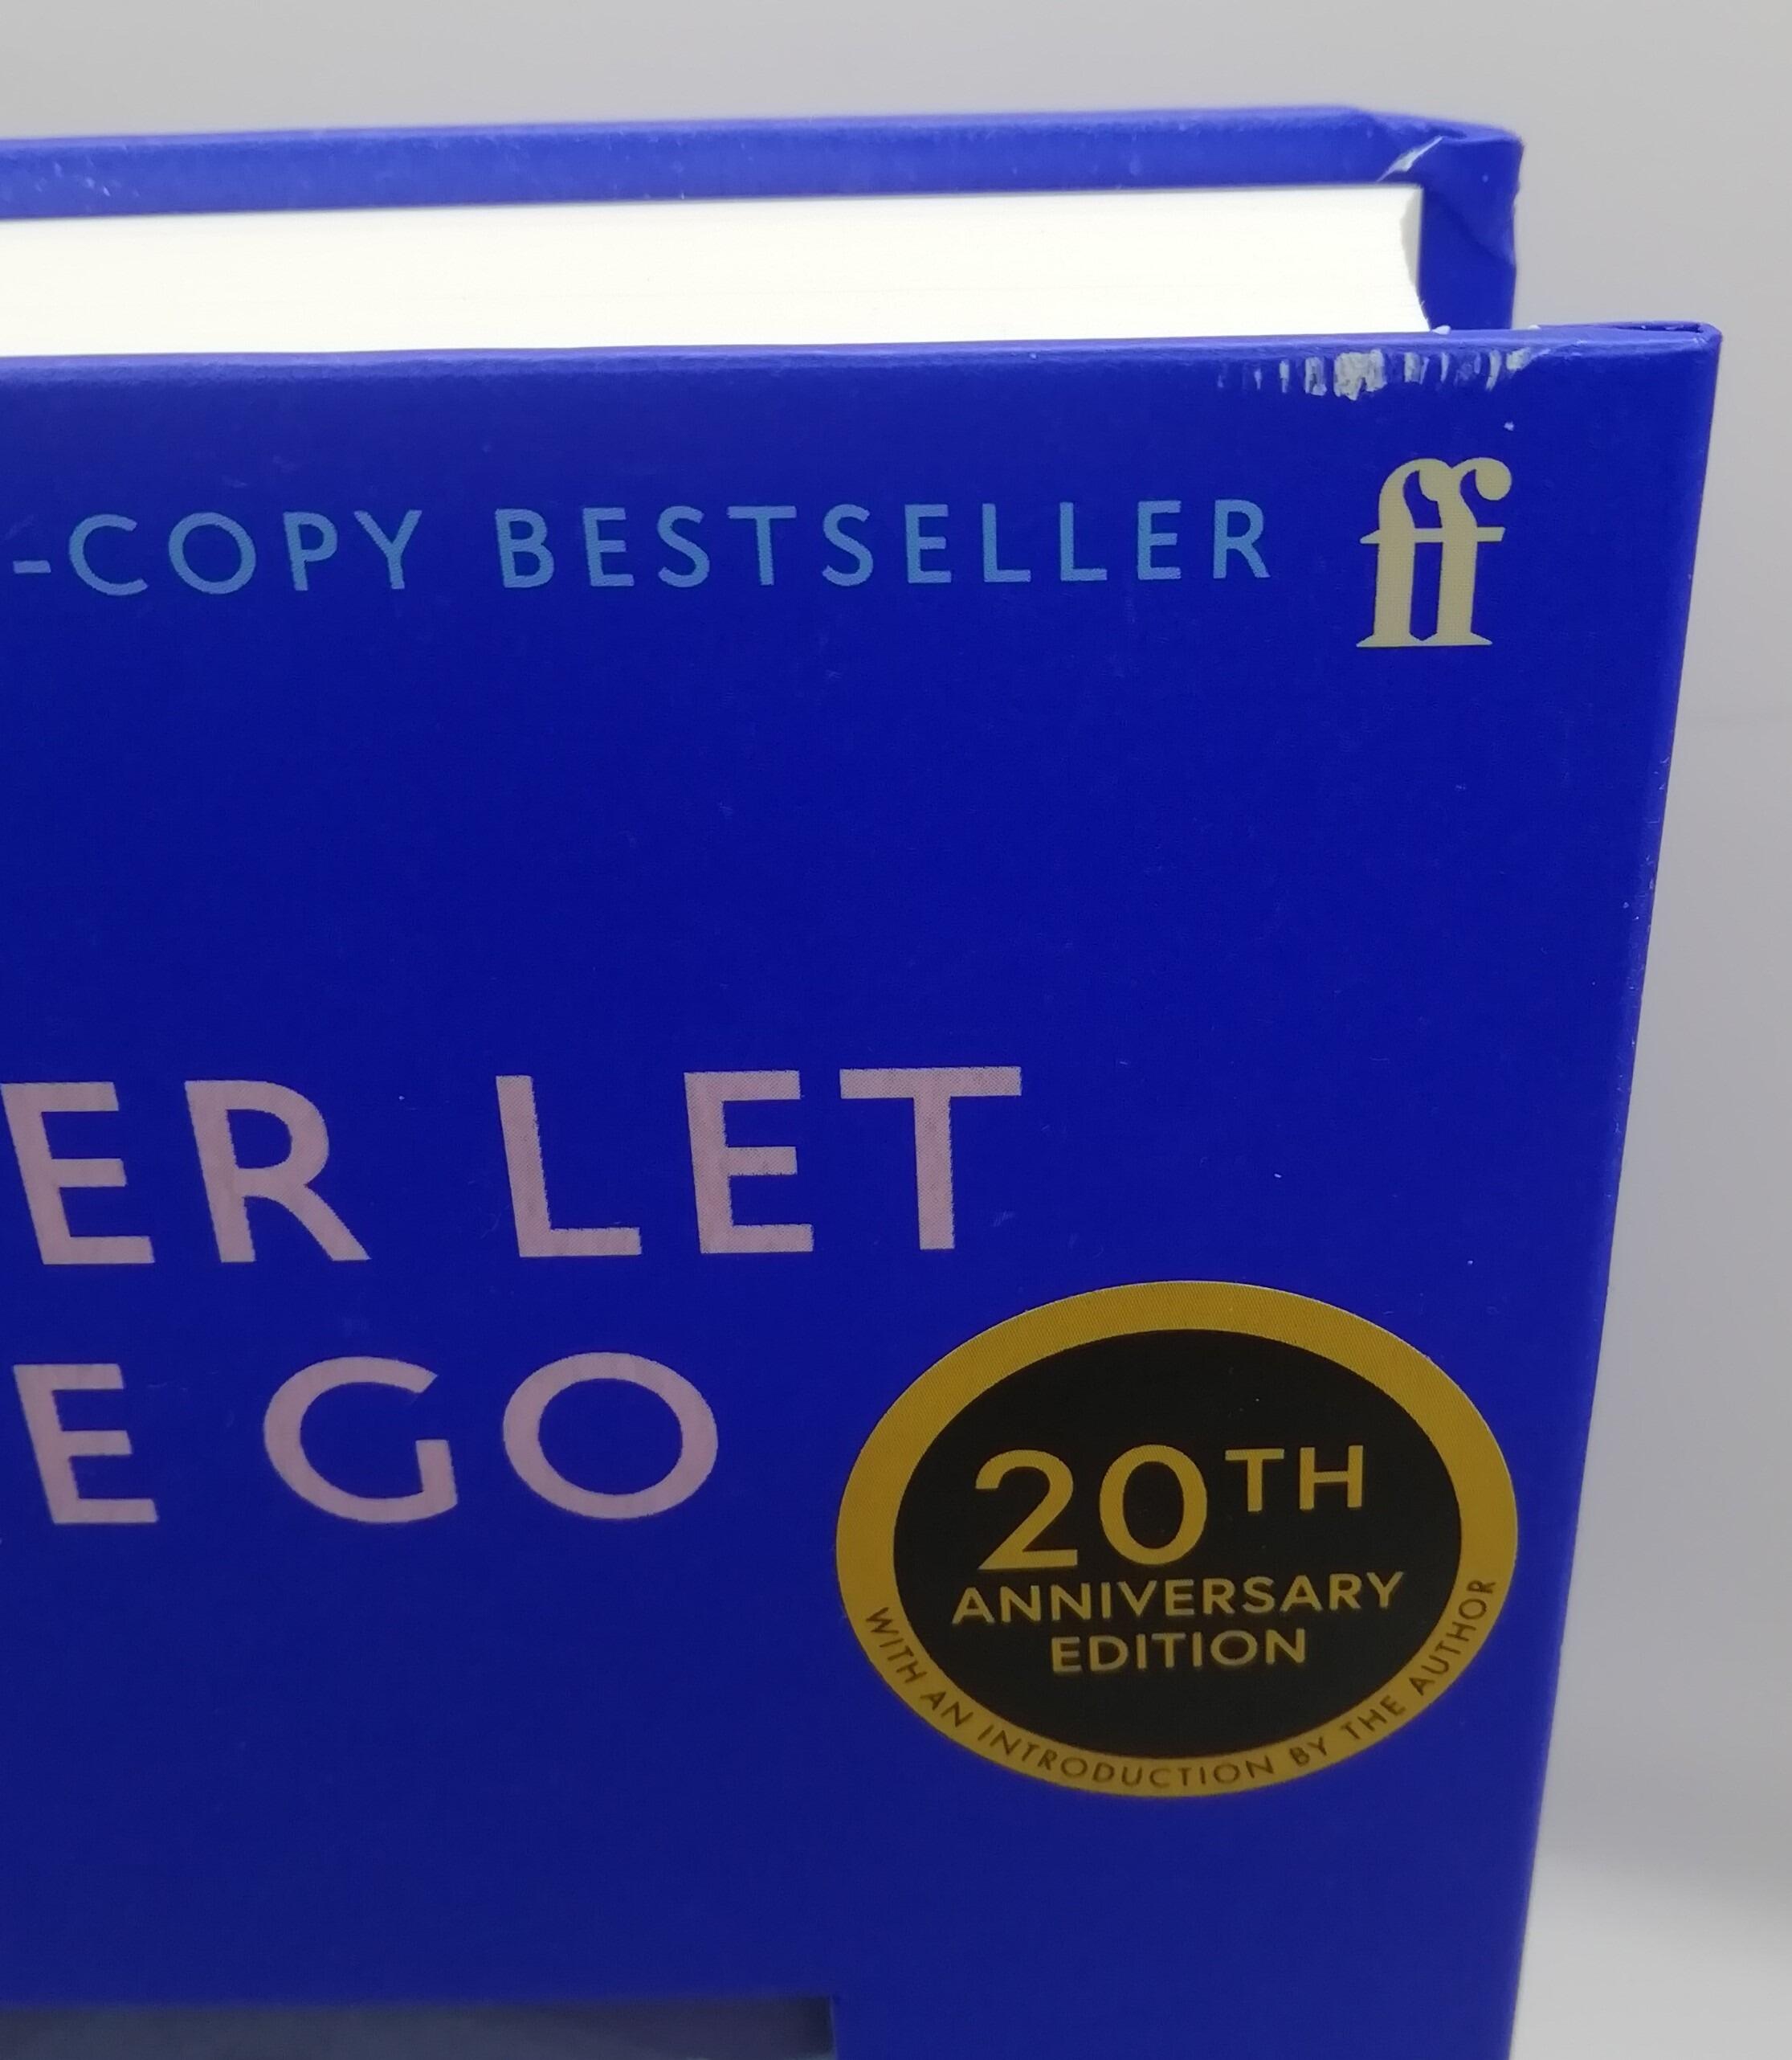 -COPY BESTSELLER ff
ER LET
E GO
20TH
ANNIVERSARY
EDITION
WITH AN INTRODUCTION BY THE AUTHOR